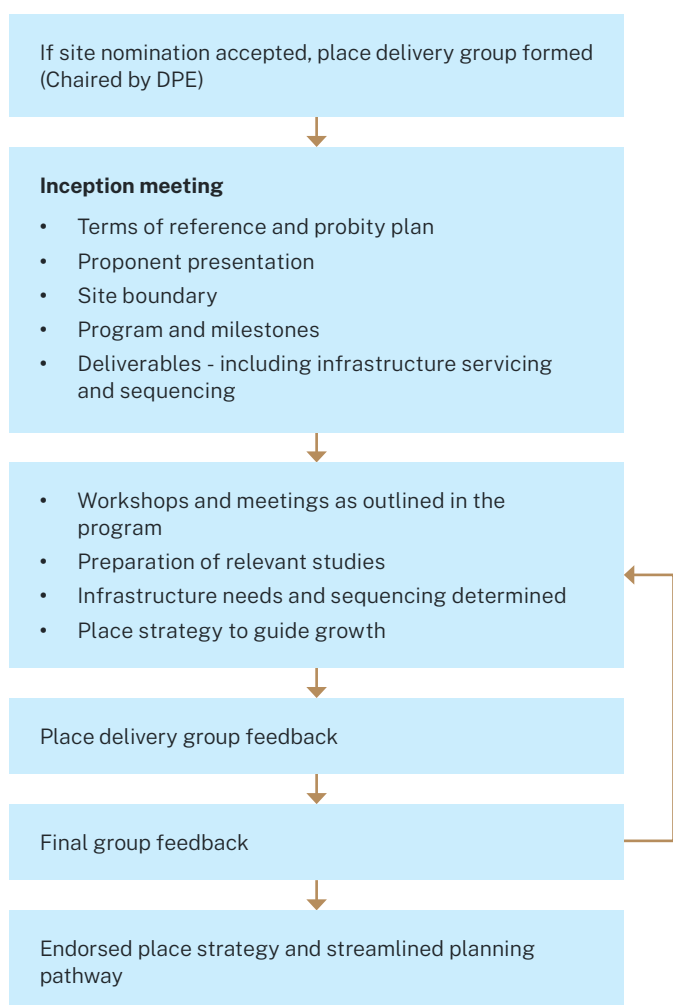 If site nomination accepted, place delivery group formed
(Chaired by DPE)
Inception meeting
• Terms of reference and probity plan
• Proponent presentation
• Site boundary
• Program and milestones
• Deliverables - including infrastructure servicing
and sequencing
• Workshops and meetings as outlined in the
program
• Preparation of relevant studies
• Infrastructure needs and sequencing determined
• Place strategy to guide growth
Place delivery group feedback
Final group feedback
Endorsed place strategy and streamlined planning
pathway